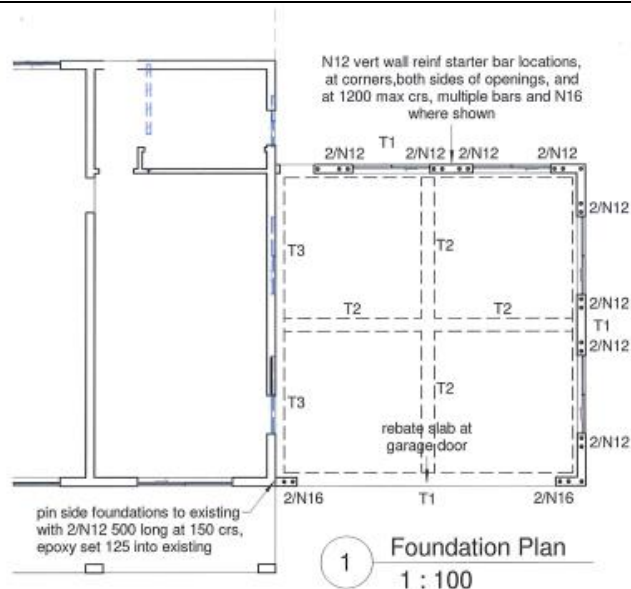 N12 vert wall reinf starter bar locations,
at corners,both sides of openings, and
at 1200 max crs, multiple bars and N16
where shown
T1
2/N12
2/N12
2/N12
2/N12
2/N12
T3
T2
T2
T2
2/N12
T1
2/N12
T3
T2
rebate slab at
garage door
2/N12
2/N16
T1
2/N16
pin side foundations to existing
with 2/N12 500 long at 150 crs,
epoxy set 125 into existing
1
Foundation Plan
1 : 100